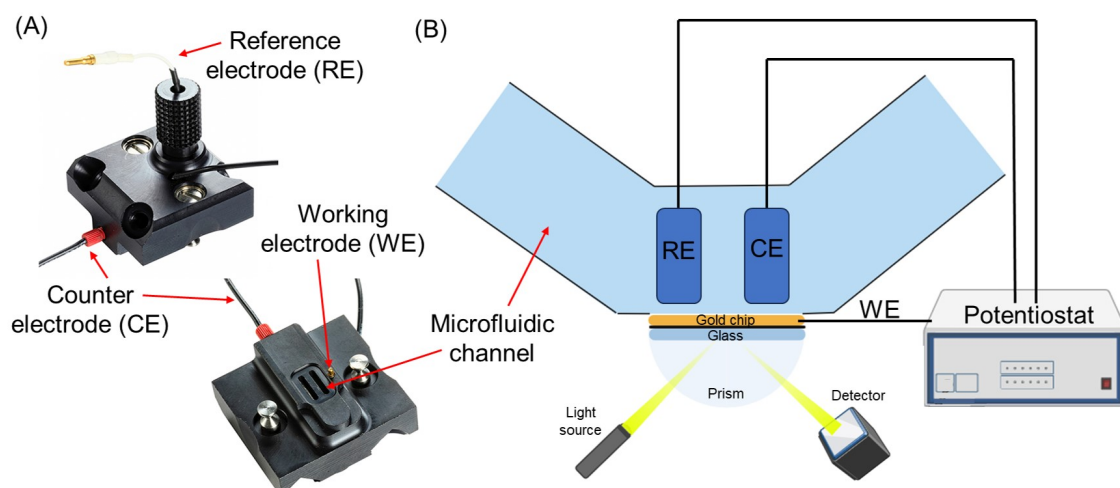 (A)
Reference
electrode (RE)
Working
electrode (WE)
Counter
electrode (CE)
Microfluidic
channel
(B)
RE
CE
WE
Potentiostat
Gold chip
Glass
Prism
Light
source
Detector